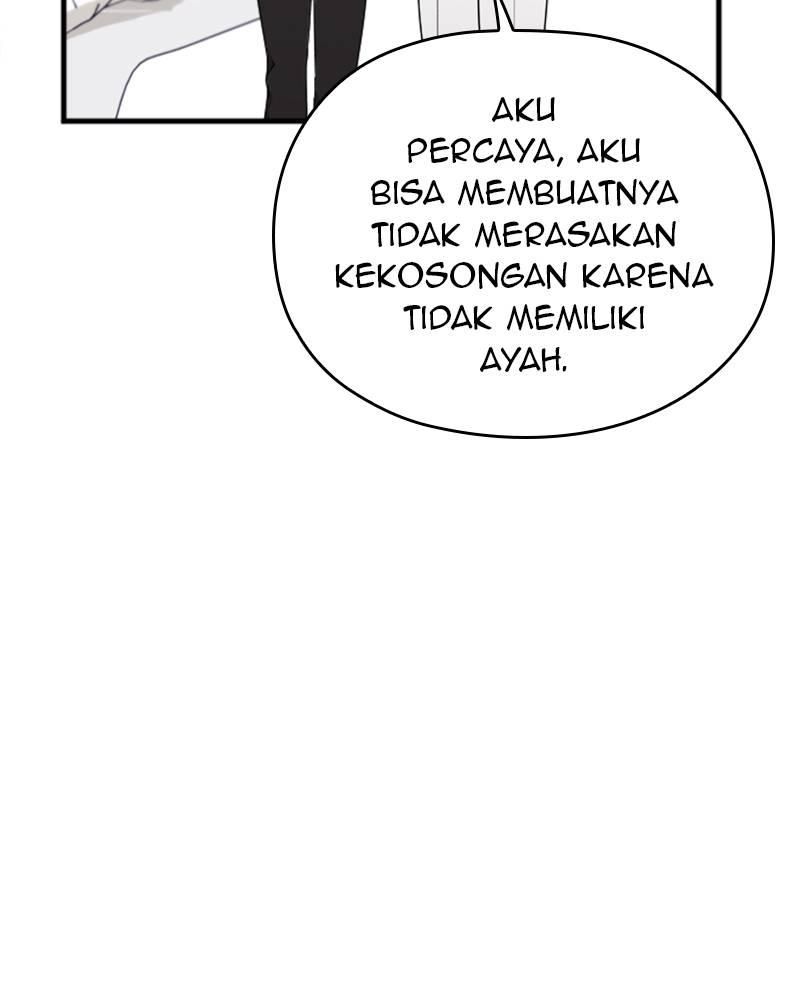 AKU
PERCAYA, AKU
BISA MEMBUATNYA
TIDAK MERASAKAN
KEKOSONGAN KARENA
TIDAK MEMILIKI
AYAH.